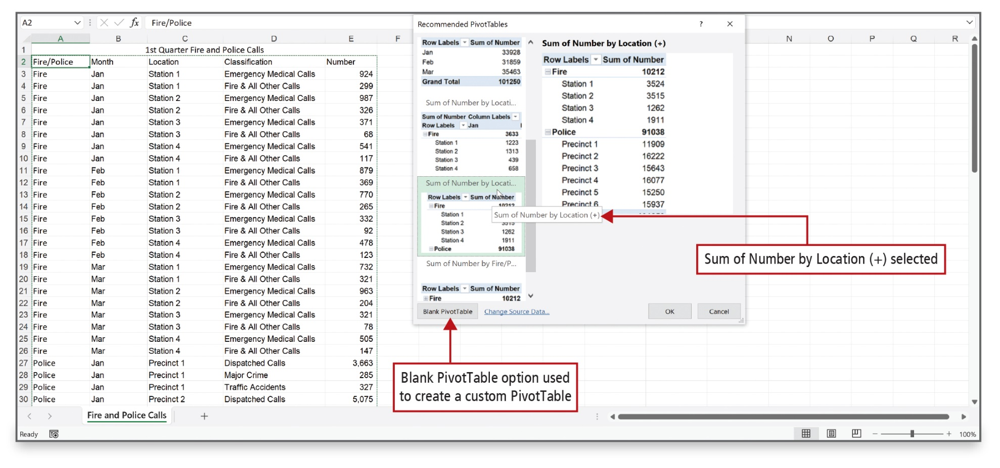 A2 fx Fire/Police
A B C D E F N O P Q R
1 1st Quarter Fire and Police Calls
2 Fire/Police Month Location Classification Number
3 Fire Jan Station 1 Emergency Medical Calls 924
4 Fire Jan Station 1 Fire & All Other Calls 299
5 Fire Jan Station 2 Emergency Medical Calls 987
6 Fire Jan Station 2 Fire & All Other Calls 326
7 Fire Jan Station 3 Emergency Medical Calls 371
8 Fire Jan Station 3 Fire & All Other Calls 68
9 Fire Jan Station 4 Emergency Medical Calls 541
10 Fire Jan Station 4 Fire & All Other Calls 117
11 Fire Feb Station 1 Emergency Medical Calls 879
12 Fire Feb Station 1 Fire & All Other Calls 369
13 Fire Feb Station 2 Emergency Medical Calls 770
14 Fire Feb Station 2 Fire & All Other Calls 265
15 Fire Feb Station 3 Emergency Medical Calls 332
16 Fire Feb Station 3 Fire & All Other Calls 92
17 Fire Feb Station 4 Emergency Medical Calls 478
18 Fire Feb Station 4 Fire & All Other Calls 123
19 Fire Mar Station 1 Emergency Medical Calls 732
20 Fire Mar Station 1 Fire & All Other Calls 321
21 Fire Mar Station 2 Emergency Medical Calls 963
22 Fire Mar Station 2 Fire & All Other Calls 204
23 Fire Mar Station 3 Emergency Medical Calls 321
24 Fire Mar Station 3 Fire & All Other Calls 78
25 Fire Mar Station 4 Emergency Medical Calls 505
26 Fire Mar Station 4 Fire & All Other Calls 147
27 Police Jan Precinct 1 Dispatched Calls 3,663
28 Police Jan Precinct 1 Major Crime 285
29 Police Jan Precinct 1 Traffic Accidents 327
30 Police Jan Precinct 2 Dispatched Calls 5,075
Recommended PivotTables ?
Row Labels Sum of Number
Jan 33928
Feb 31859
Mar 35463
Grand Total 101250
Sum of Number by Locati...
Sum of Number Column Labels
Row Labels Jan
Fire 3633
Station 1 1223
Station 2 1313
Station 3 439
Station 4 658
Sum of Number by Locati...
Row Labels Sum of Number
Fire 10212
Station 1
Station 2 3515
Station 3 1262
Station 4 1911
Police 91038
Sum of Number by Fire/P...
Row Labels Sum of Number
Fire 10212
Sum of Number by Location (+)
Sum of Number by Location (+)
Row Labels Sum of Number
Fire 10212
Station 1 3524
Station 2 3515
Station 3 1262
Station 4 1911
Police 91038
Precinct 1 11909
Precinct 2 16222
Precinct 3 15643
Precinct 4 16077
Precinct 5 15250
Precinct 6 15937
Blank PivotTable Change Source Data... OK Cancel
Sum of Number by Location (+) selected
Blank PivotTable option used
to create a custom PivotTable
Fire and Police Calls
Ready 100%